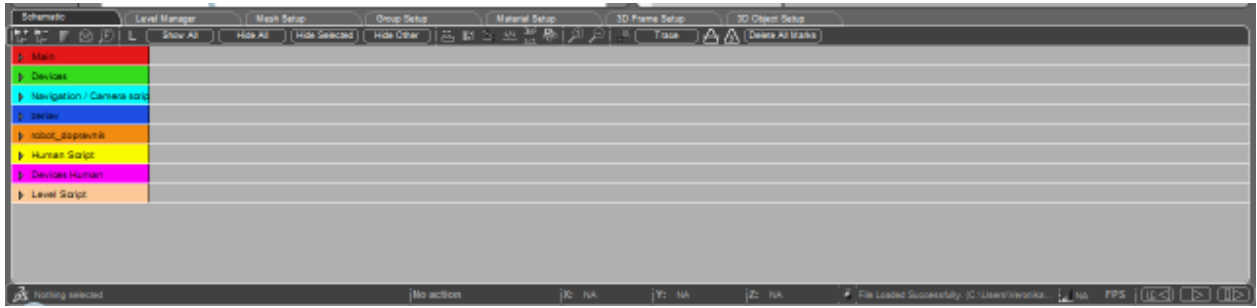 Schematic Level Manager Mesh Setup Group Setup Material Setup 3D Frame Setup 3D Object Setup
L Show All Hide All Hide Selected Hide Other Trace Delete All Marks
Main
Devices
Navigation / Camera scrip
zeriav
robot_dopravnik
Human Script
Devices Human
Level Script
Nothing selected No action X: NA Y: NA Z: NA File Loaded Successfully (C:\Users\Veronika... NA FPS